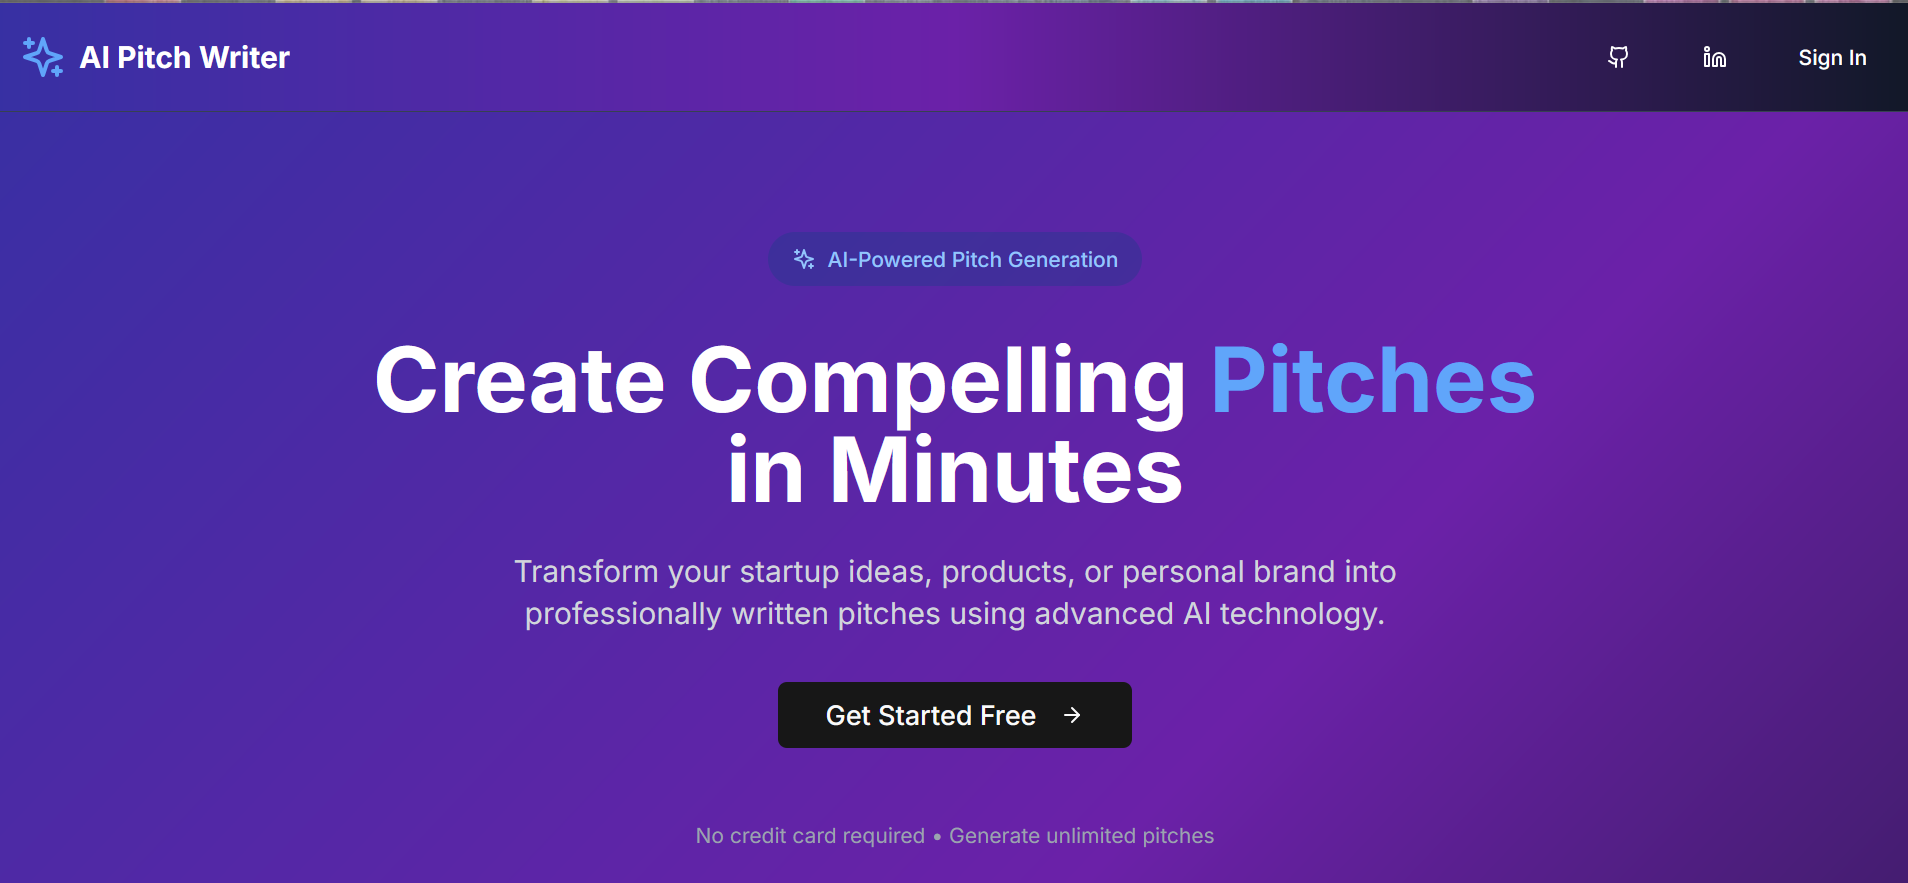 AI Pitch Writer
Sign In
AI-Powered Pitch Generation
Create Compelling Pitches
in Minutes
Transform your startup ideas, products, or personal brand into
professionally written pitches using advanced AI technology.
Get Started Free
No credit card required • Generate unlimited pitches